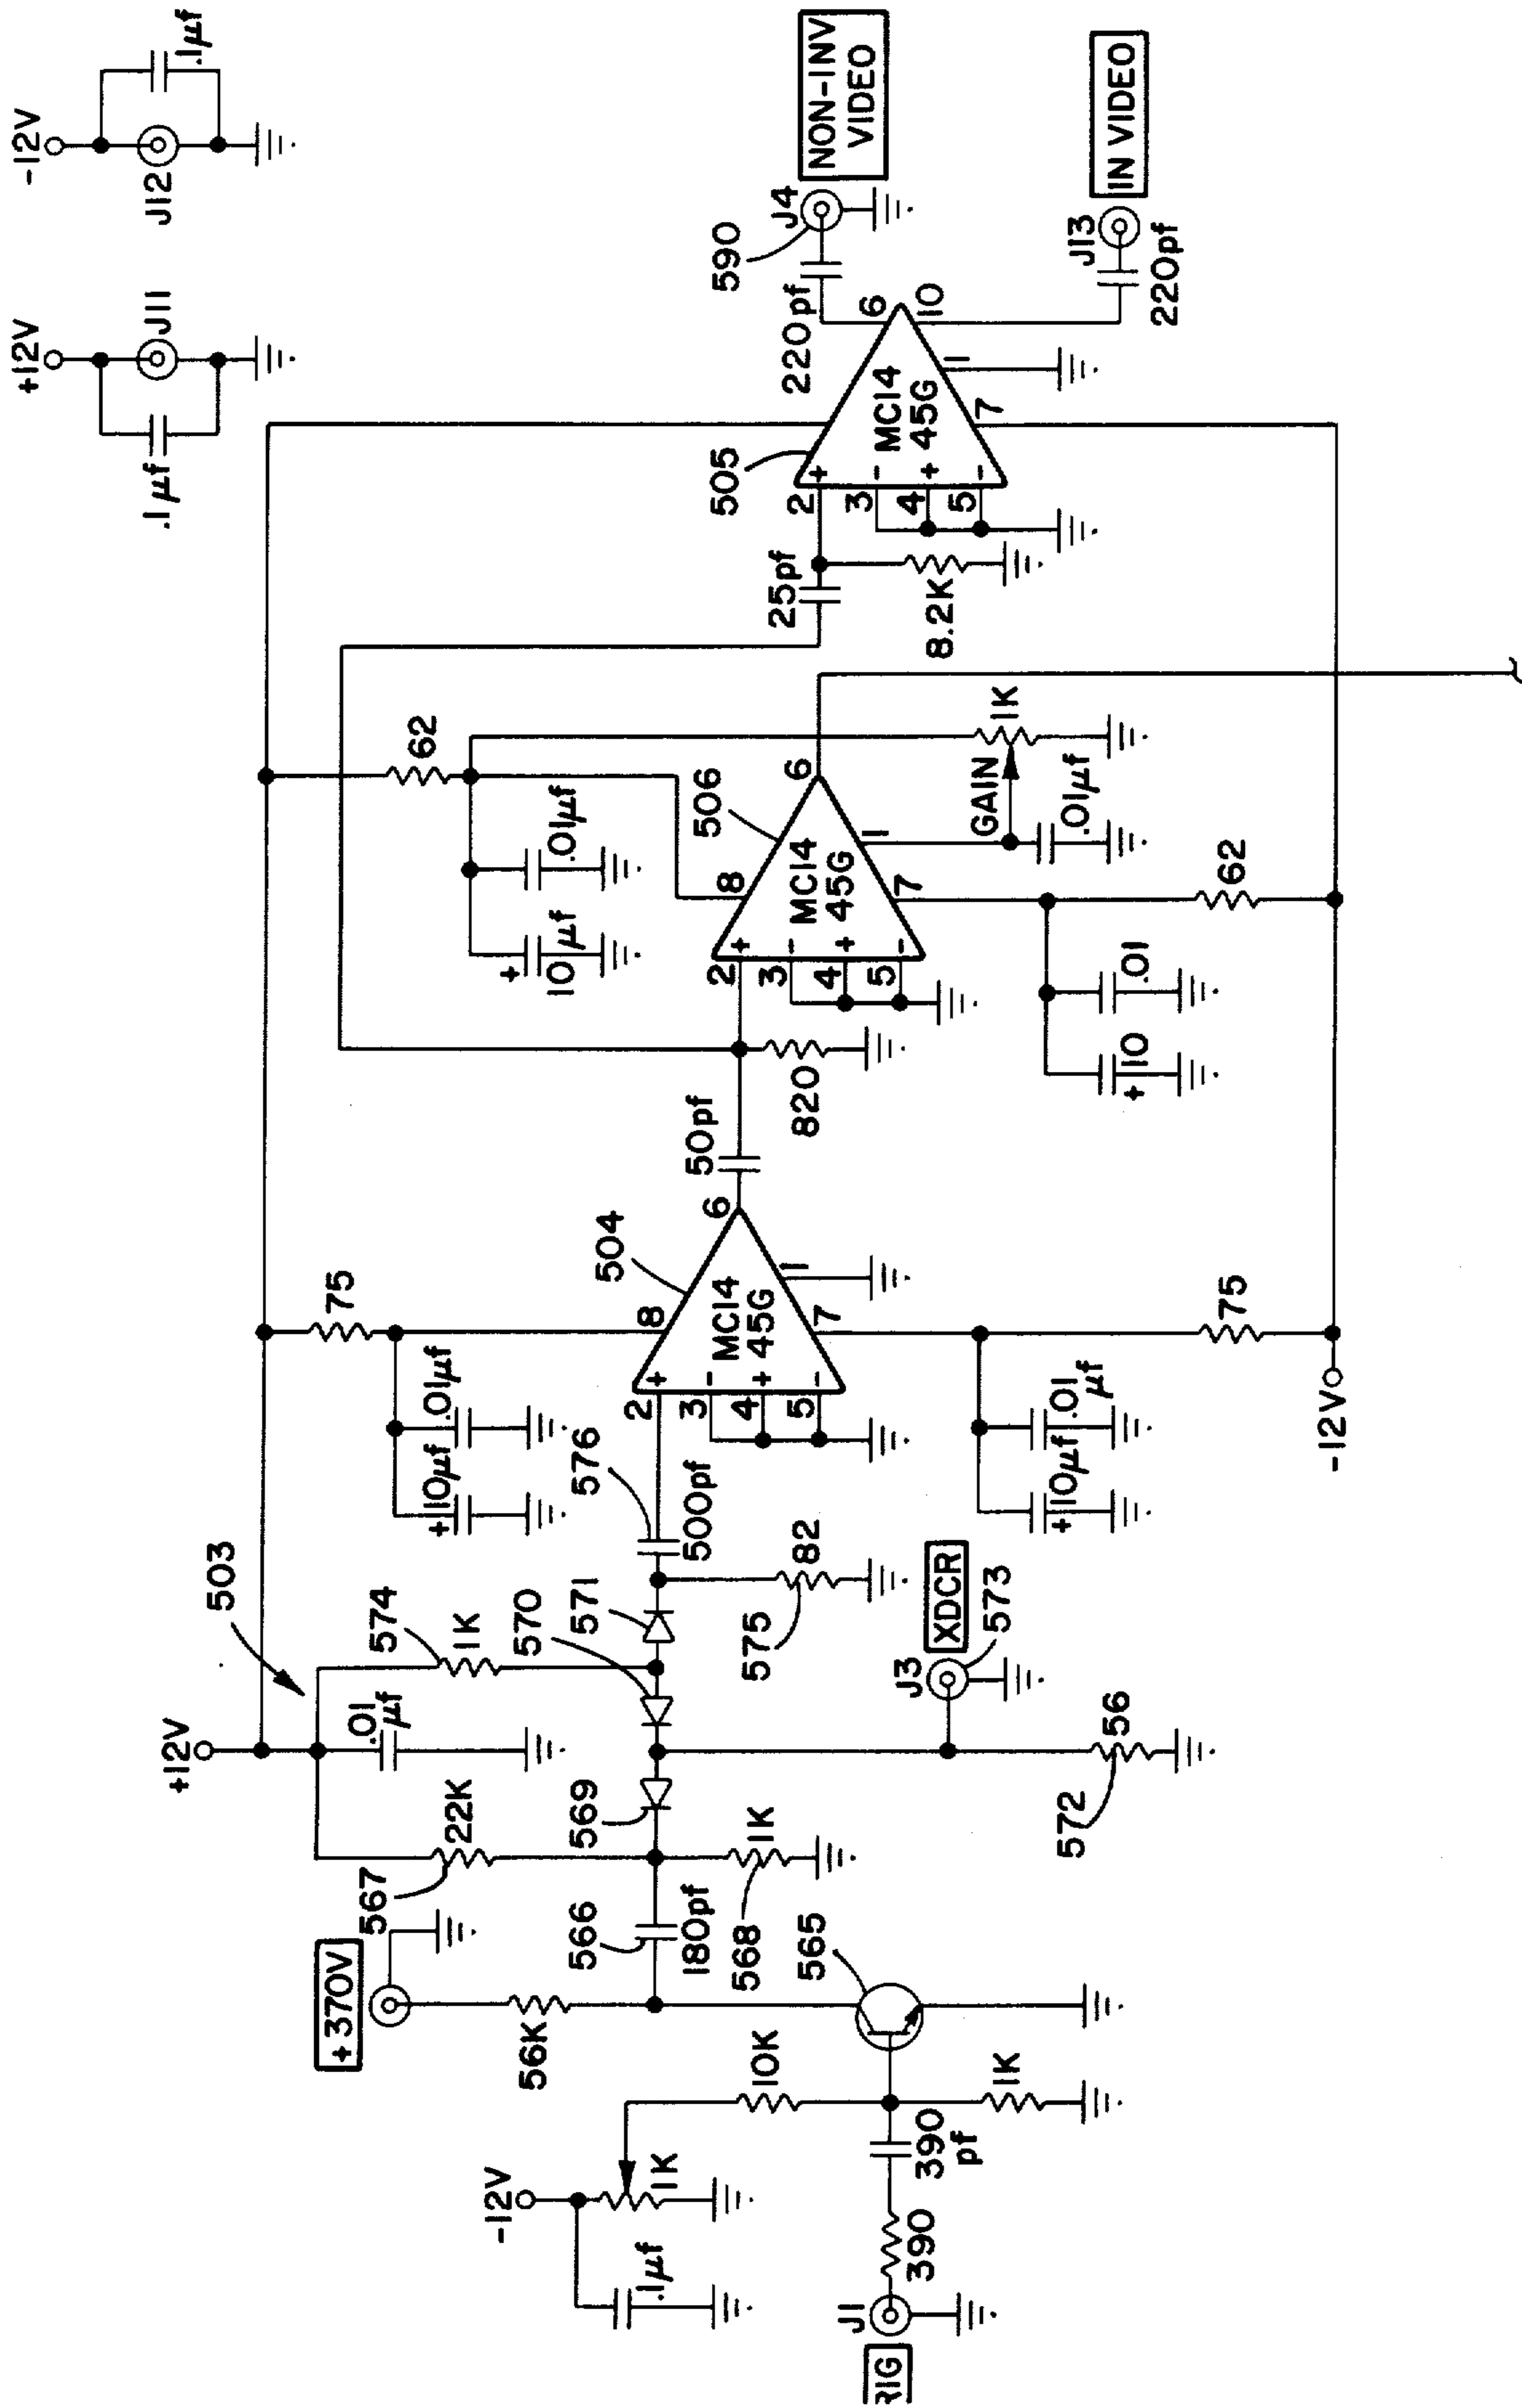 +12V
.1µf
J11
-12V
J12
.1µf
+12V
503
+370V
567
22K
.01
µf
574
1K
+10µf
.01µf
75
+
10µf
.01µf
62
-12V
.1µf
1K
56K
566
180pf
569
570
571
576
500pf
504
8
2
3
4
5
+
-
+
-
MC14
45G
6
1
7
50pf
820
506
8
2
3
4
5
+
-
+
-
MC14
45G
6
1
7
25pf
8.2K
505
2
3
4
5
+
-
+
-
MC14
45G
6
10
1
7
220pf
590
J4
NON-INV
VIDEO
10K
568
1K
575
82
GAIN
1K
.01µf
J13
220pf
IN VIDEO
RIG
J1
390
390
pf
1K
565
J3
XDCR
573
572
56
+10µf
.01
µf
75
+10
.01
62
-12V